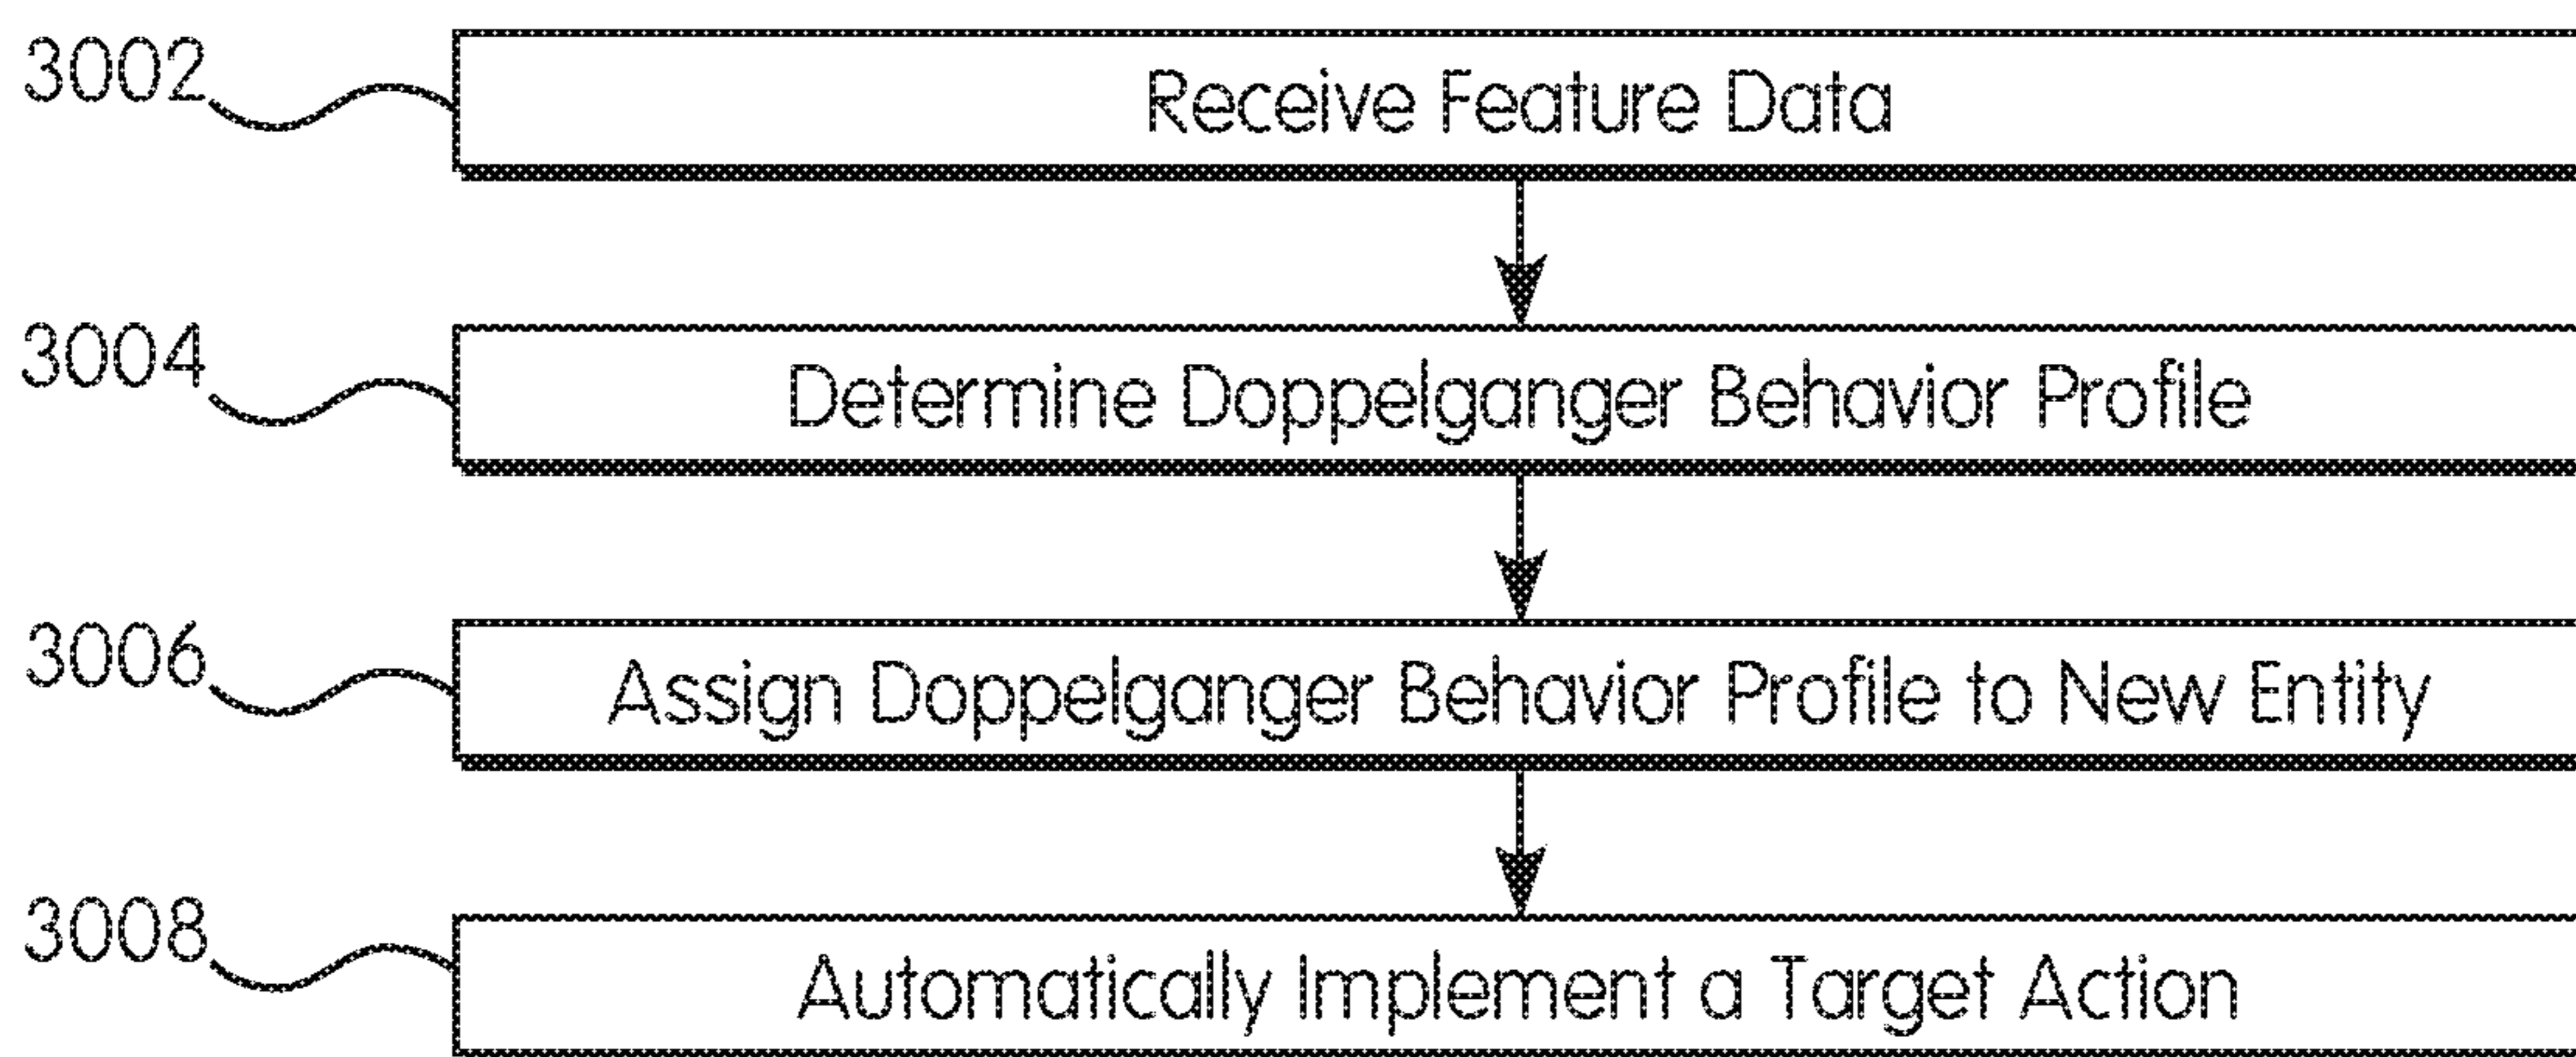 3002 Receive Feature Data
3004 Determine Doppelganger Behavior Profile
3006 Assign Doppelganger Behavior Profile to New Entity
3008 Automatically Implement a Target Action